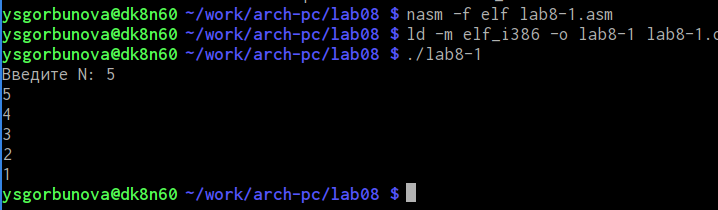 ysgorbunova@dk8n60 ~/work/arch-pc/lab08 $ nasm -f elf lab8-1.asm
ysgorbunova@dk8n60 ~/work/arch-pc/lab08 $ ld -m elf_i386 -o lab8-1 lab8-1.
ysgorbunova@dk8n60 ~/work/arch-pc/lab08 $ ./lab8-1
Введите N: 5
5
4
3
2
1
ysgorbunova@dk8n60 ~/work/arch-pc/lab08 $